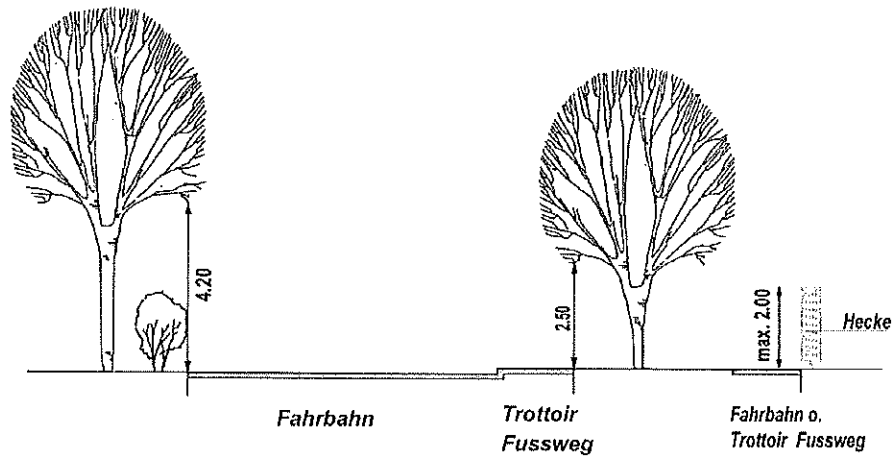 4.20
2.50
max. 2.00
Hecke
Fahrbahn
Trottoir
Fussweg
Fahrbahn o.
Trottoir Fussweg